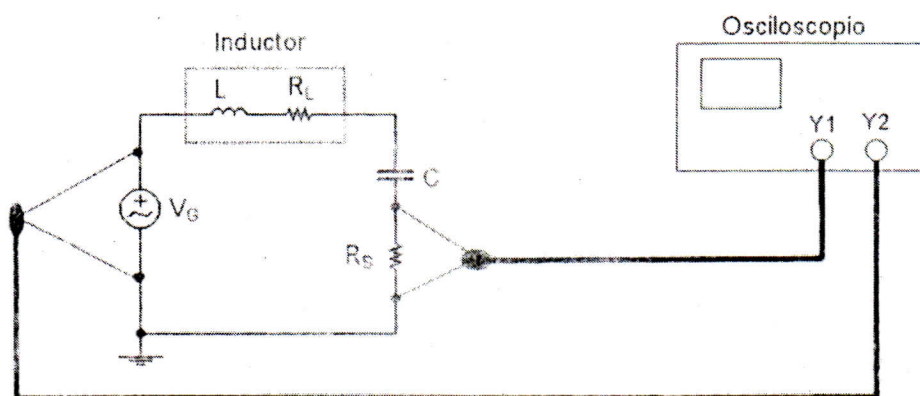 Osciloscopio
Inductor
L
R_L
Y1
Y2
C
V_G
R_S